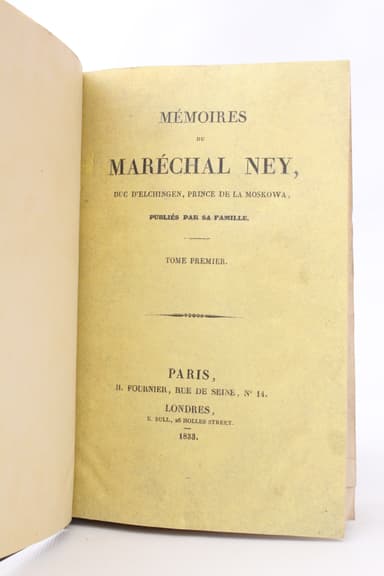 MÉMOIRES
DU
MARÉCHAL NEY,
DUC D'ELCHINGEN, PRINCE DE LA MOSKOWA,
PUBLIÉS PAR SA FAMILLE.
TOME PREMIER.
PARIS,
H. FOURNIER, RUE DE SEINE, Nº 14.
LONDRES,
E. BULL, 26 HOLLES STREET.
1833.